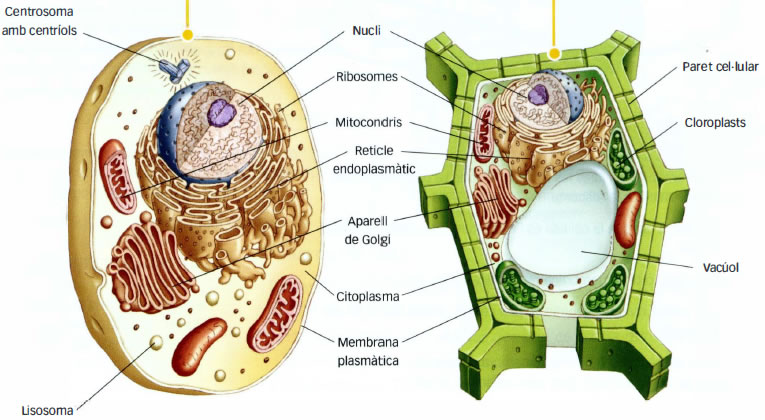 Centrosoma
amb centríols
Nucli
Ribosomes
Mitocondris
Reticle
endoplasmàtic
Aparell
de Golgi
Citoplasma
Membrana
plasmàtica
Lisosoma
Paret cel·lular
Cloroplasts
Vacúol